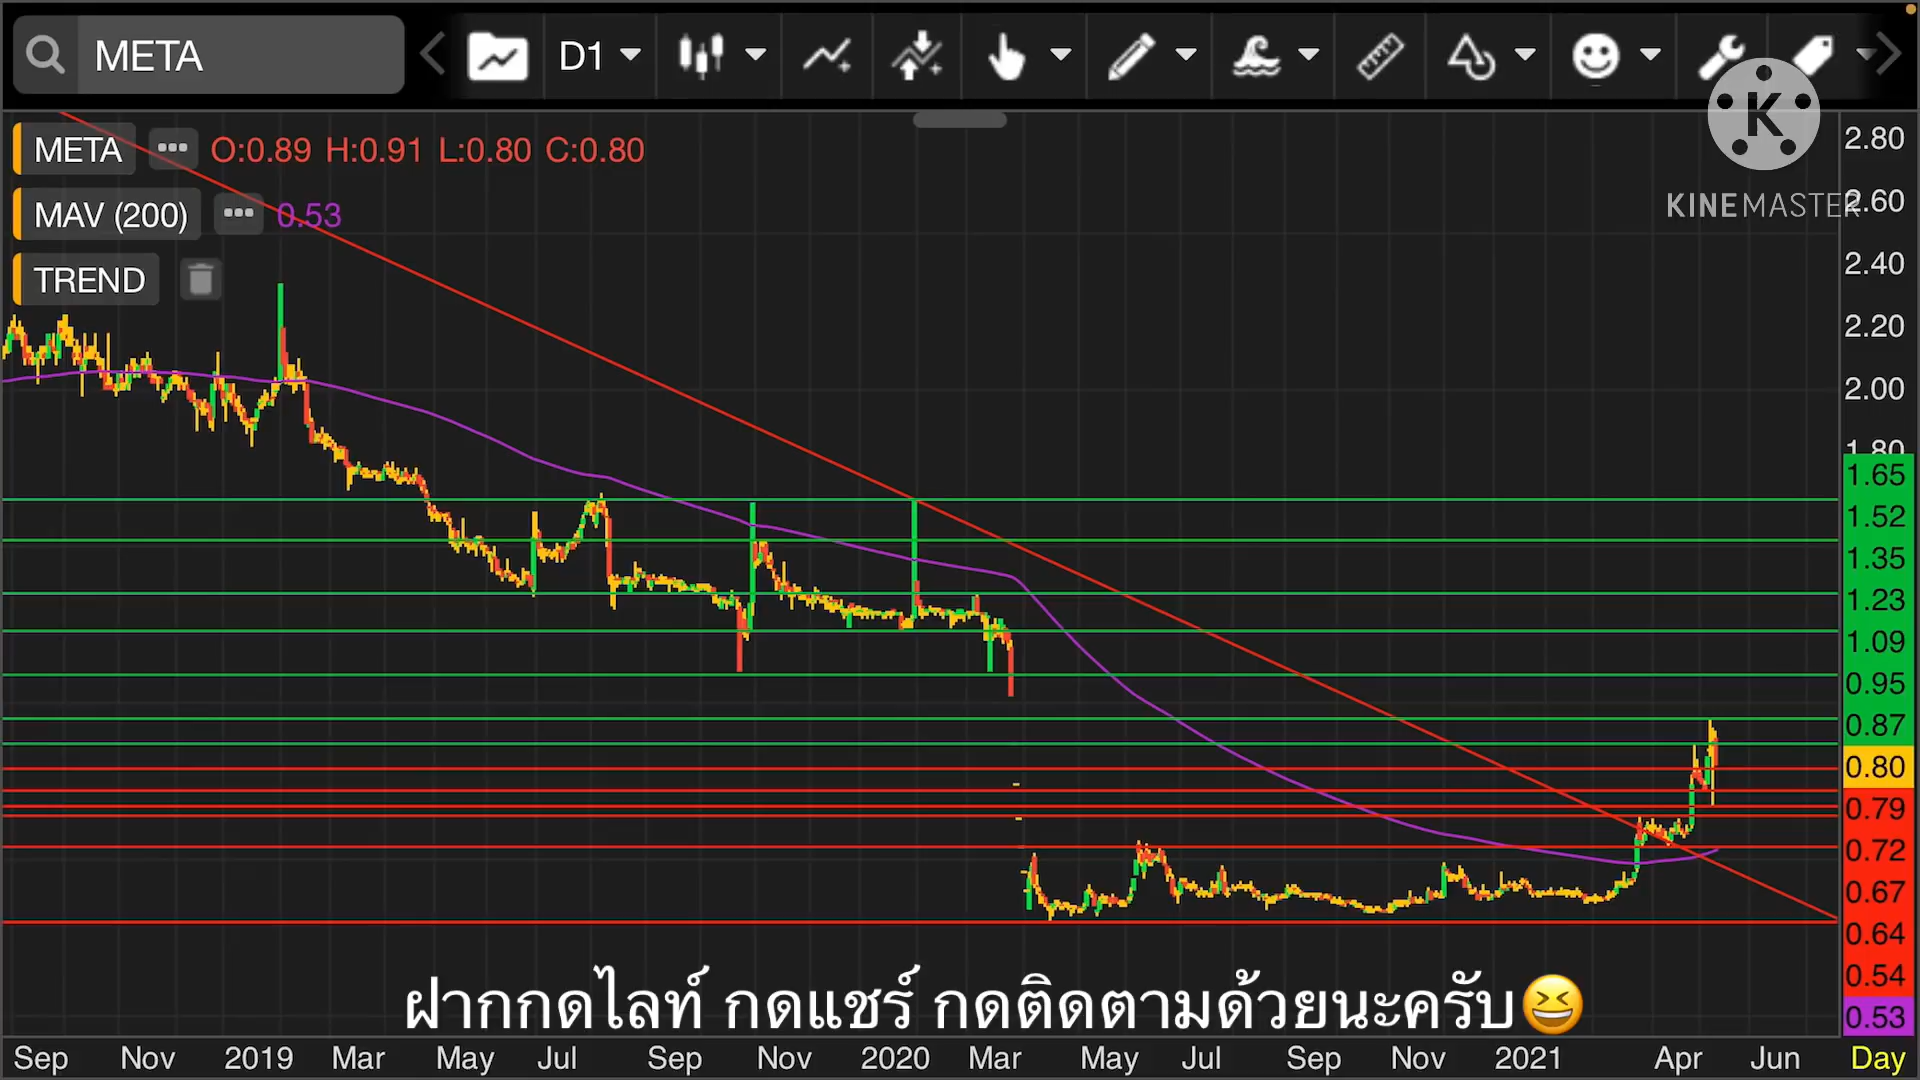 META
D1
META ••• O:0.89 H:0.91 L:0.80 C:0.80
MAV (200) ••• 0.53
TREND
K
KINEMASTER
2.80
2.60
2.40
2.20
2.00
1.80
1.65
1.52
1.35
1.23
1.09
0.95
0.87
0.80
0.79
0.72
0.67
0.64
0.54
0.53
ฝากกดไลท์ กดแชร์ กดติดตามด้วยนะครับ😆
Sep Nov 2019 Mar May Jul Sep Nov 2020 Mar May Jul Sep Nov 2021 Apr Jun Day